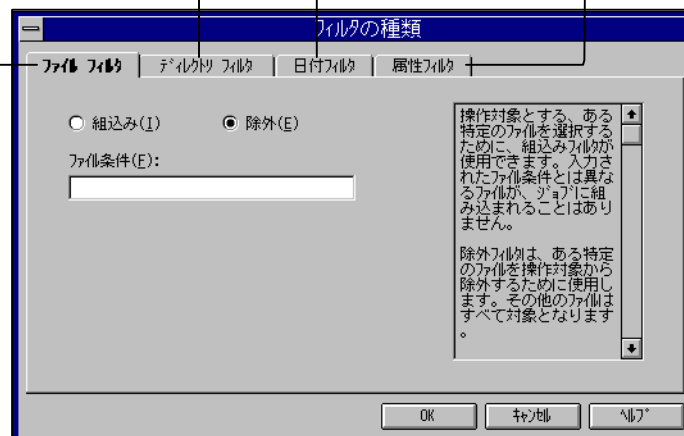 フィルタの種類
ファイル フィルタ
ディレクトリ フィルタ
日付フィルタ
属性フィルタ
組込み(I)
除外(E)
ファイル条件(F):
操作対象とする、ある
特定のファイルを選択する
ために、組込みフィルタが
使用できます。入力さ
れたファイル条件とは異な
るファイルが、ジョブに組
み込まれることはあり
ません。
除外フィルタは、ある特定
のファイルを操作対象から
除外するために使用し
ます。その他のファイルは
すべて対象となります
。
OK
キャンセル
ヘルプ